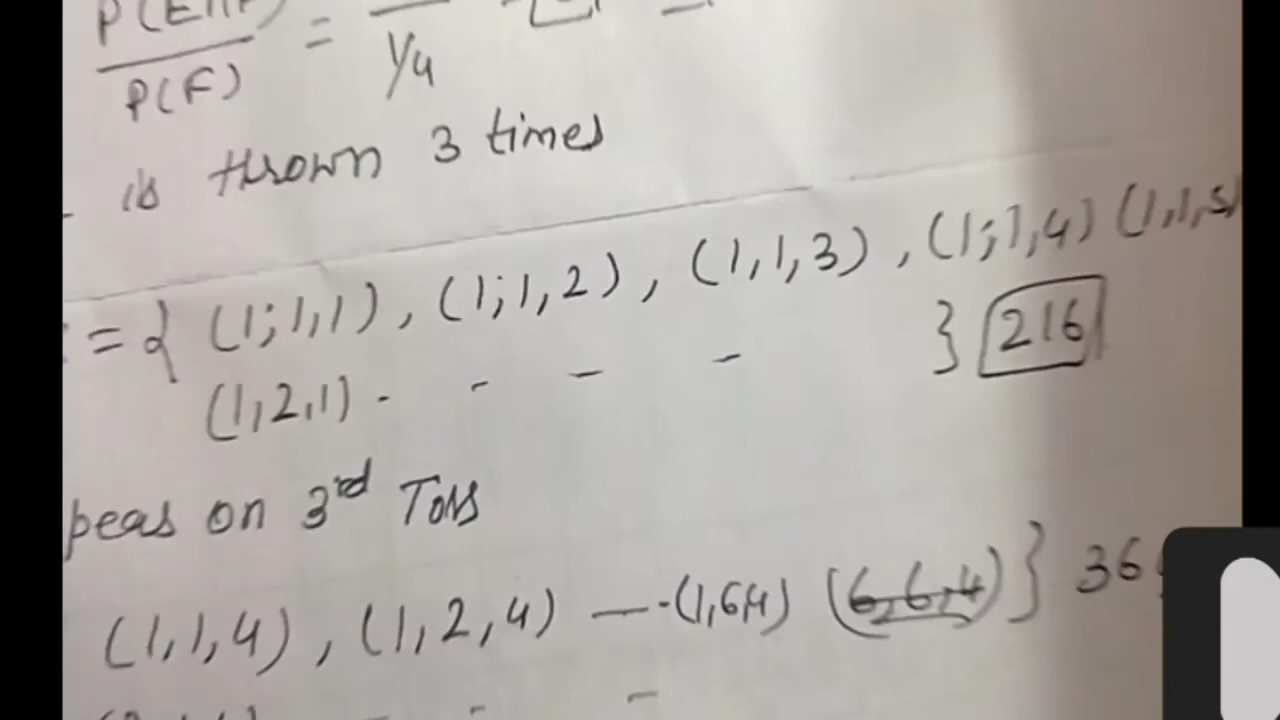 P(F) = 1/4
is thrown 3 times
= { (1,1,1), (1,1,2), (1,1,3), (1,1,4) (1,1,5)
(1,2,1) - - - - } 216
pears on 3rd Toss
(1,1,4), (1,2,4) —- (1,6,4) (6,6,4) } 36